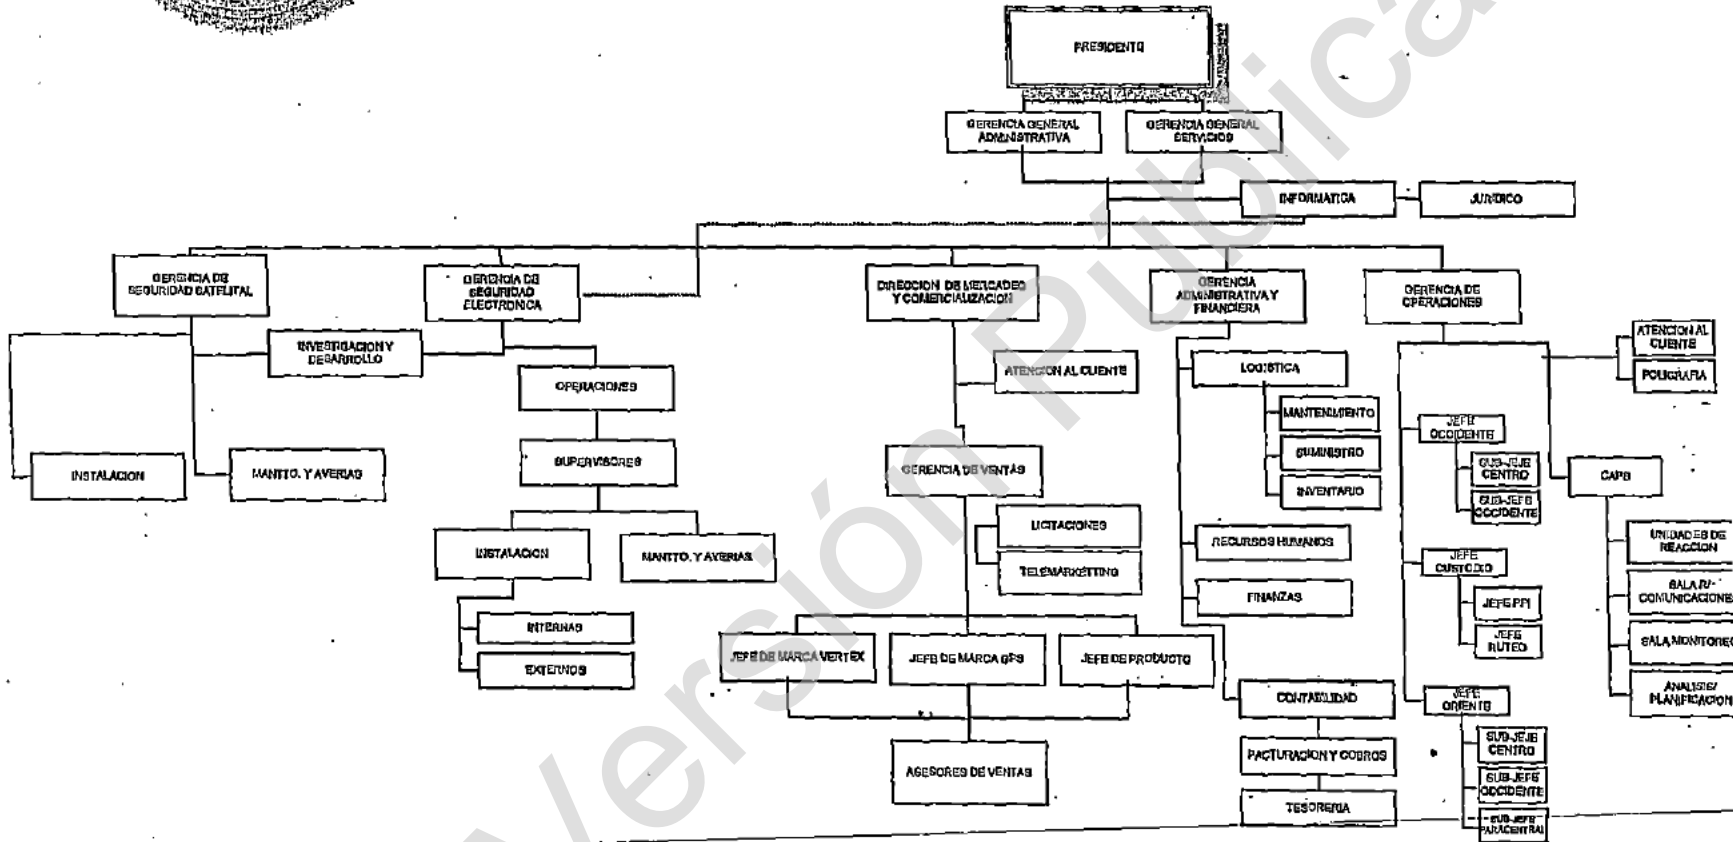 PRESIDENTE
GERENCIA GENERAL
ADMINISTRATIVA
GERENCIA GENERAL
SERVICIOS
INFORMATICA
JURIDICO
GERENCIA DE
SEGURIDAD SATELITAL
GERENCIA DE
SEGURIDAD
ELECTRONICA
DIRECCION DE MERCADEO
Y COMERCIALIZACION
GERENCIA
ADMINISTRATIVA Y
FINANCIERA
GERENCIA DE
OPERACIONES
INVESTIGACION Y
DESARROLLO
INSTALACION
MANTTO. Y AVERIAS
OPERACIONES
SUPERVISORES
INSTALACION
MANTTO. Y AVERIAS
INTERNAS
EXTERNOS
ATENCION AL CLIENTE
GERENCIA DE VENTAS
LICITACIONES
TELEMARKETTING
JEFE DE MARCA VERTEX
JEFE DE MARCA GPS
JEFE DE PRODUCTO
ASESORES DE VENTAS
LOGISTICA
MANTENIMIENTO
SUMINISTRO
INVENTARIO
RECURSOS HUMANOS
FINANZAS
CONTABILIDAD
FACTURACION Y COBROS
TESORERIA
ATENCION AL
CLIENTE
POLIGRAFIA
JEFE
OCCIDENTE
SUB-JEJE
CENTRO
SUB-JEFE
OCCIDENTE
JEFE
CUSTODIO
JEFE PPI
JEFE
RUTEO
JEFE
ORIENTE
SUB-JEJE
CENTRO
SUB-JEFE
OCCIDENTE
SUB-JEFE
PARACENTRAL
UNIDADES DE
REACCION
SALA
COMUNICACIONES
SALA MONITOREO
ANALISIS/
PLANIFICACION
Versión Pública